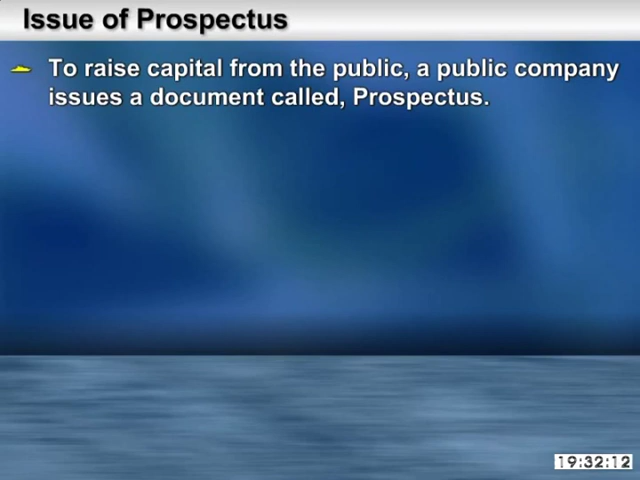 Issue of Prospectus
To raise capital from the public, a public company
issues a document called, Prospectus.
19:32:12